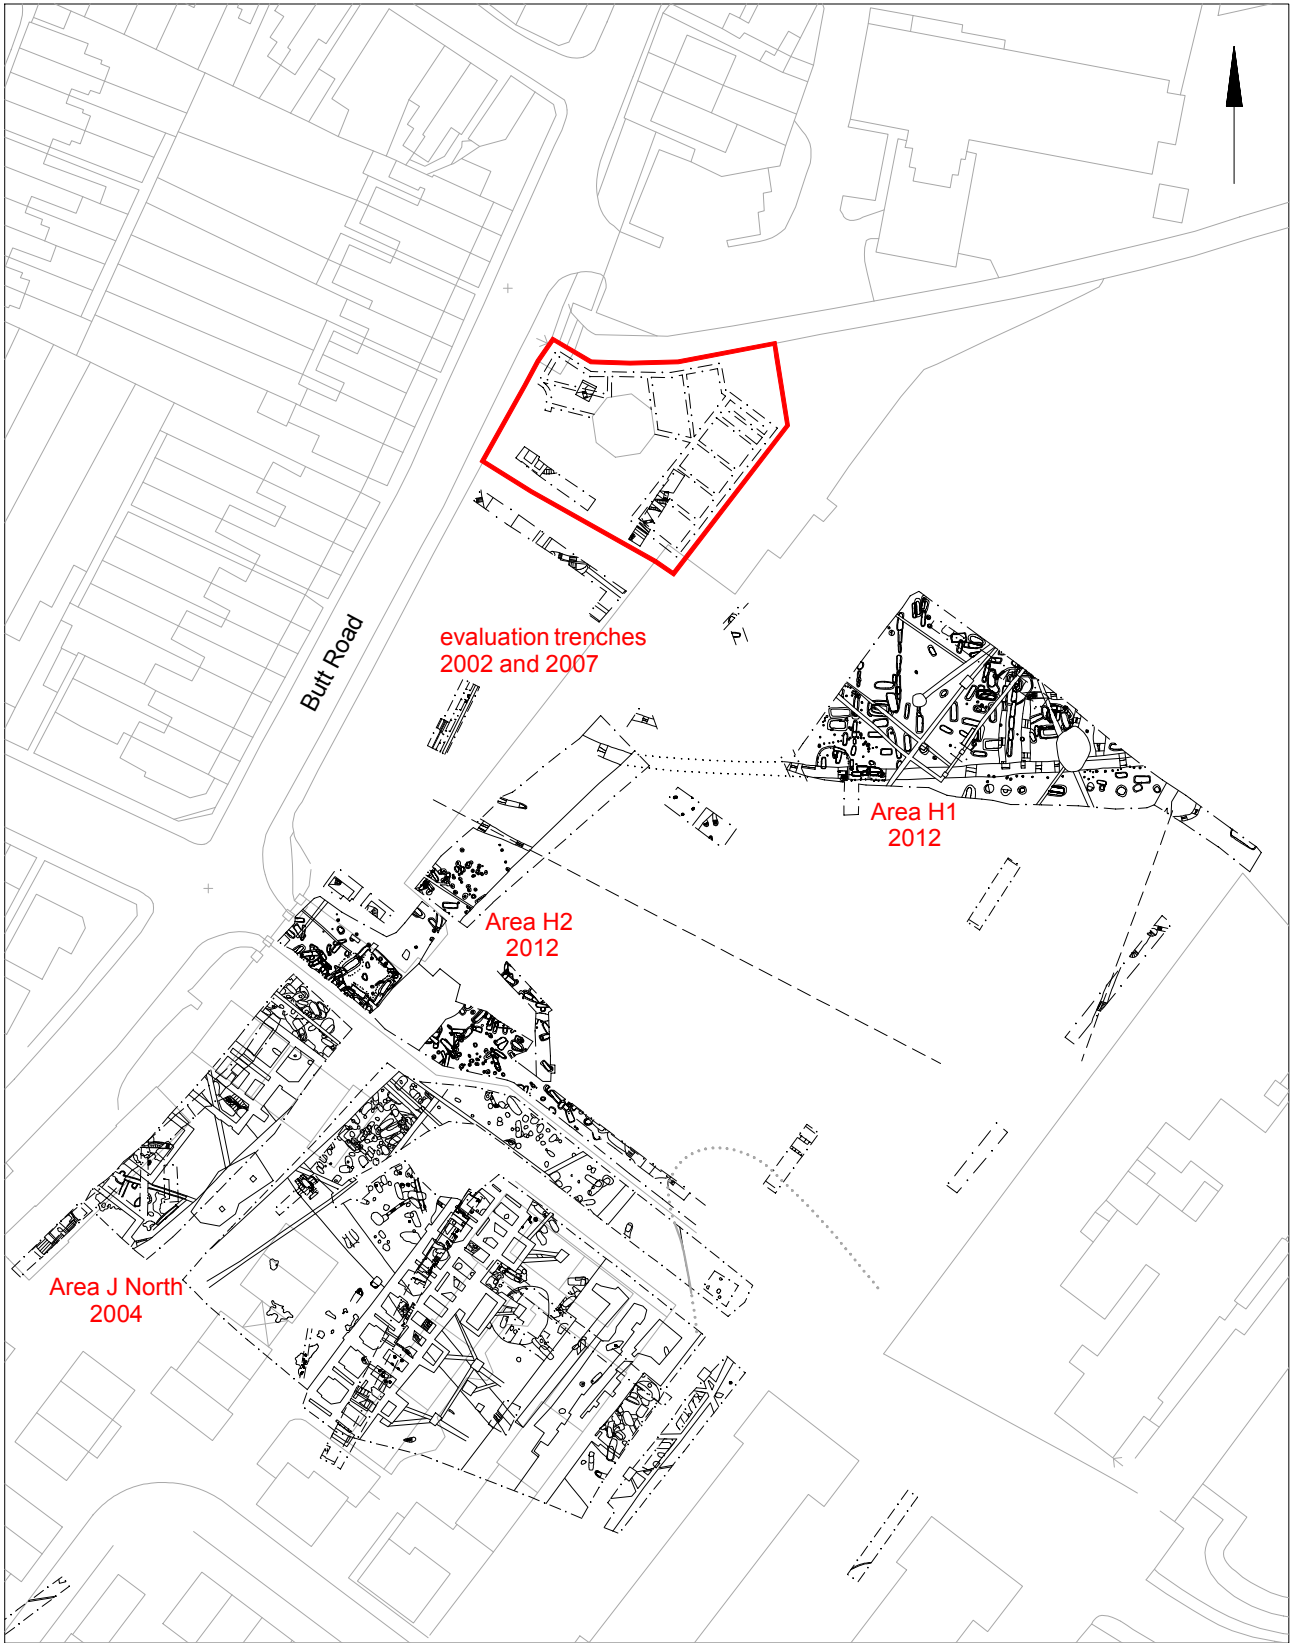 evaluation trenches
2002 and 2007
Butt Road
Area H1
2012
Area H2
2012
Area J North
2004